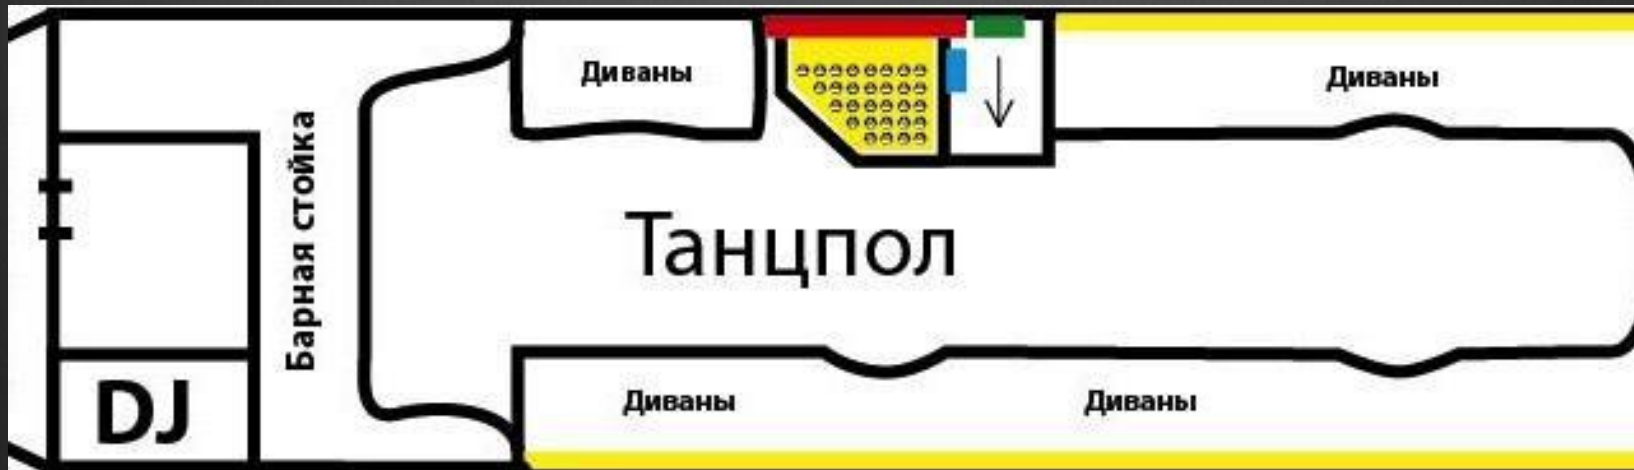 Диваны
Диваны
Барная стойка
Танцпол
DJ
Диваны
Диваны